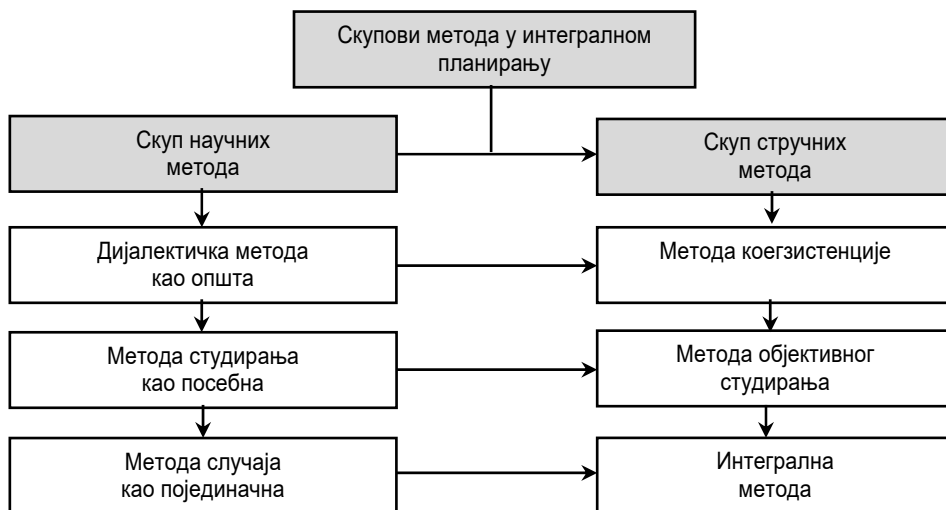 Скупови метода у интегралном
планирању
Скуп научних
метода
Скуп стручних
метода
Дијалектичка метода
као општа
Метода коегзистенције
Метода студирања
као посебна
Метода објективног
студирања
Метода случаја
као појединачна
Интегрална
метода